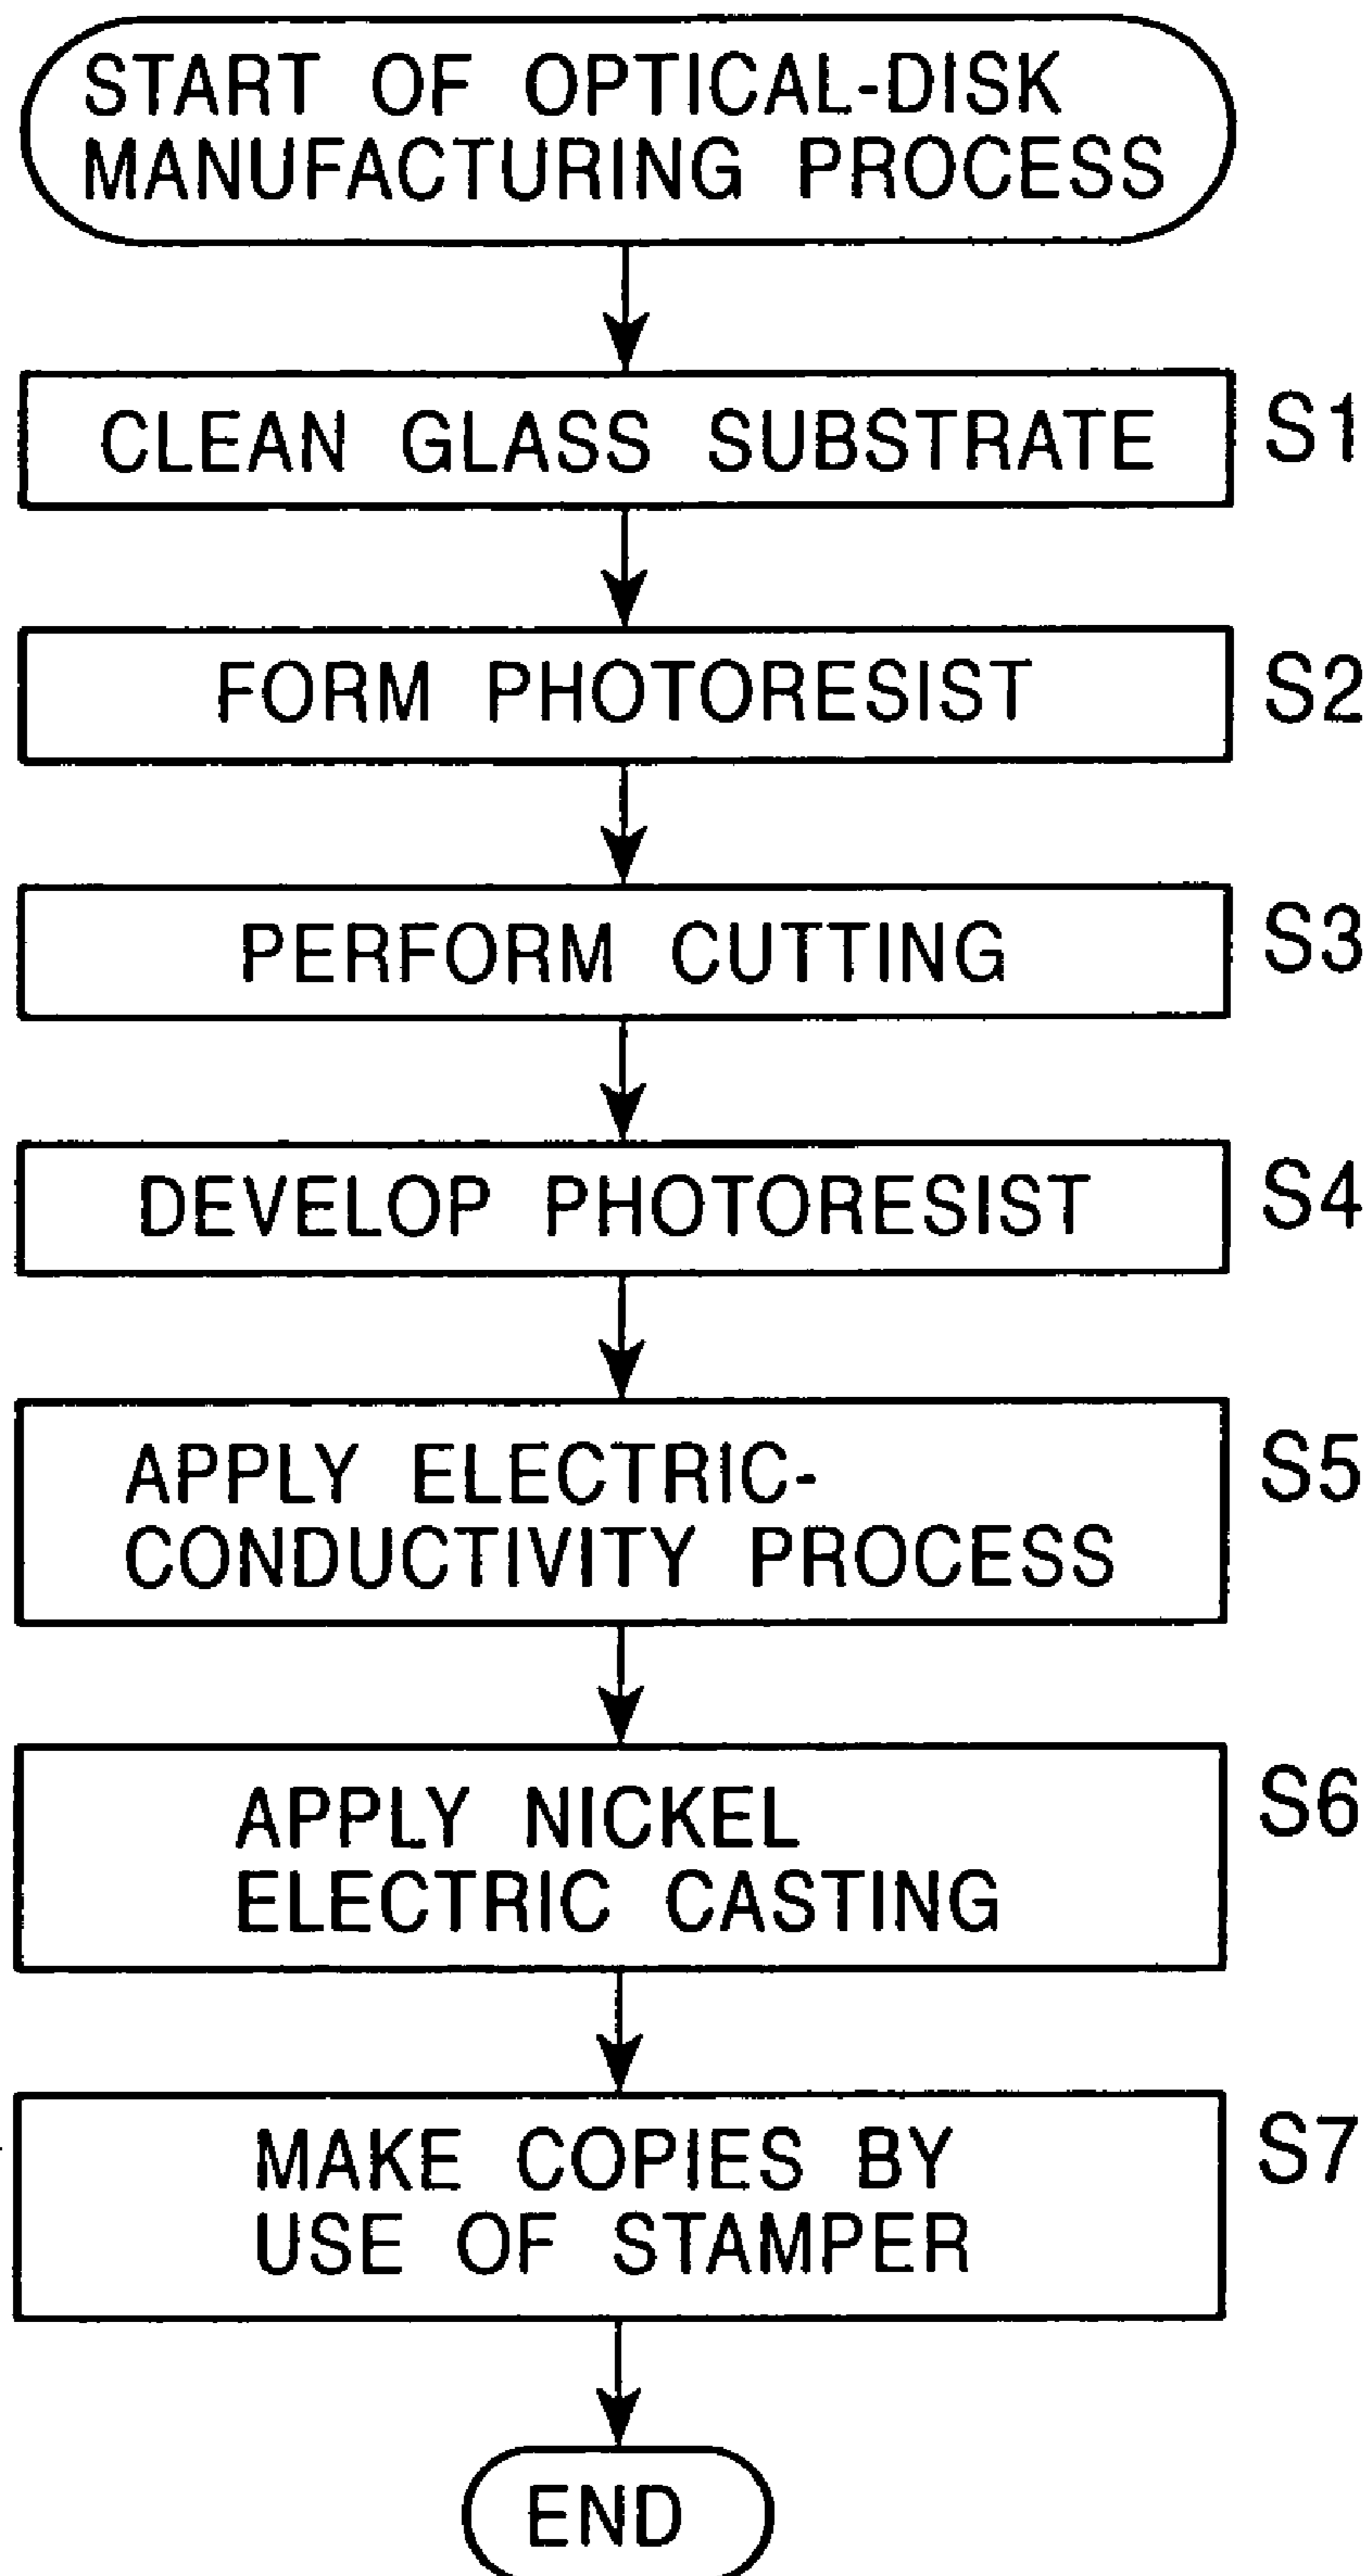 START OF OPTICAL-DISK
MANUFACTURING PROCESS
CLEAN GLASS SUBSTRATE
S1
FORM PHOTORESIST
S2
PERFORM CUTTING
S3
DEVELOP PHOTORESIST
S4
APPLY ELECTRIC-
CONDUCTIVITY PROCESS
S5
APPLY NICKEL
ELECTRIC CASTING
S6
MAKE COPIES BY
USE OF STAMPER
S7
END